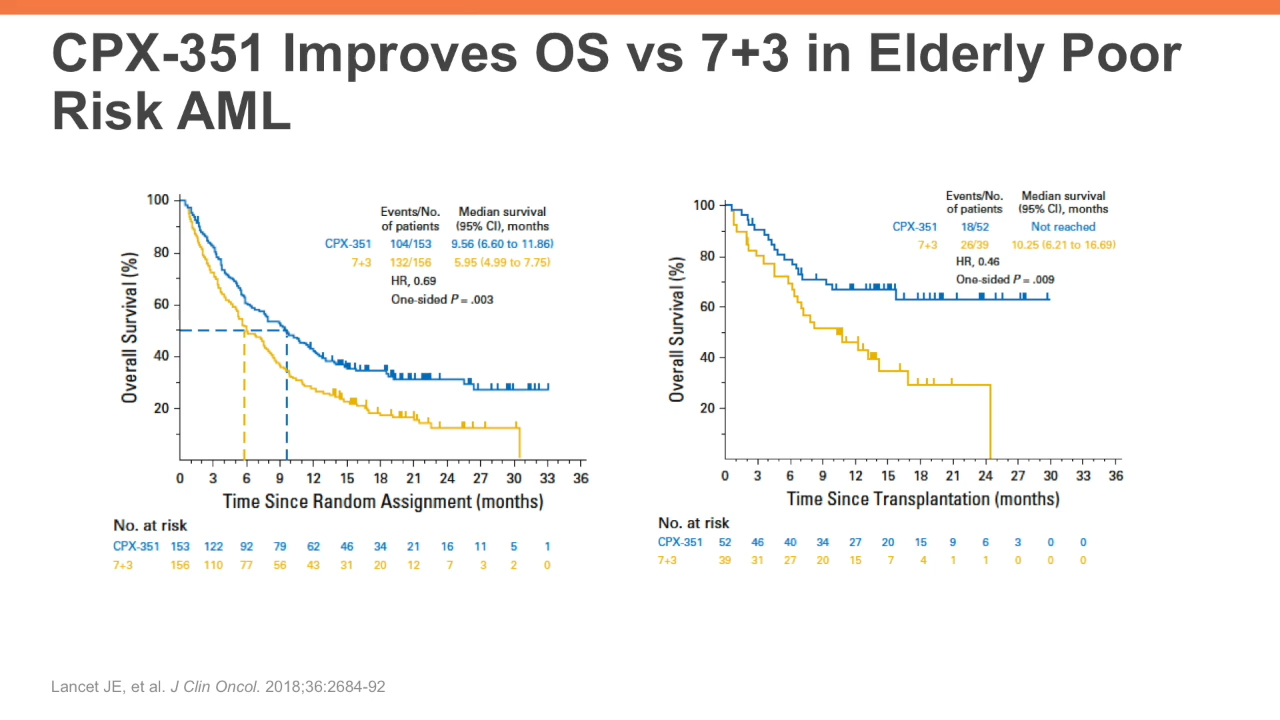 CPX-351 Improves OS vs 7+3 in Elderly Poor
Risk AML
Overall Survival (%)
100
80
60
40
20
Events/No. Median survival
of patients (95% CI), months
CPX-351 104/153 9.56 (6.60 to 11.86)
7+3 132/156 5.95 (4.99 to 7.75)
HR, 0.69
One-sided P = .003
0 3 6 9 12 15 18 21 24 27 30 33 36
Time Since Random Assignment (months)
No. at risk
CPX-351 153 122 92 79 62 46 34 21 16 11 5 1
7+3 156 110 77 56 43 31 20 12 7 3 2 0
Overall Survival (%)
100
80
60
40
20
Events/No. Median survival
of patients (95% CI), months
CPX-351 18/52 Not reached
7+3 26/39 10.25 (6.21 to 16.69)
HR, 0.46
One-sided P = .009
0 3 6 9 12 15 18 21 24 27 30 33 36
Time Since Transplantation (months)
No. at risk
CPX-351 52 46 40 34 27 20 15 9 6 3 0 0
7+3 39 31 27 20 15 7 4 1 1 0 0 0
Lancet JE, et al. J Clin Oncol. 2018;36:2684-92